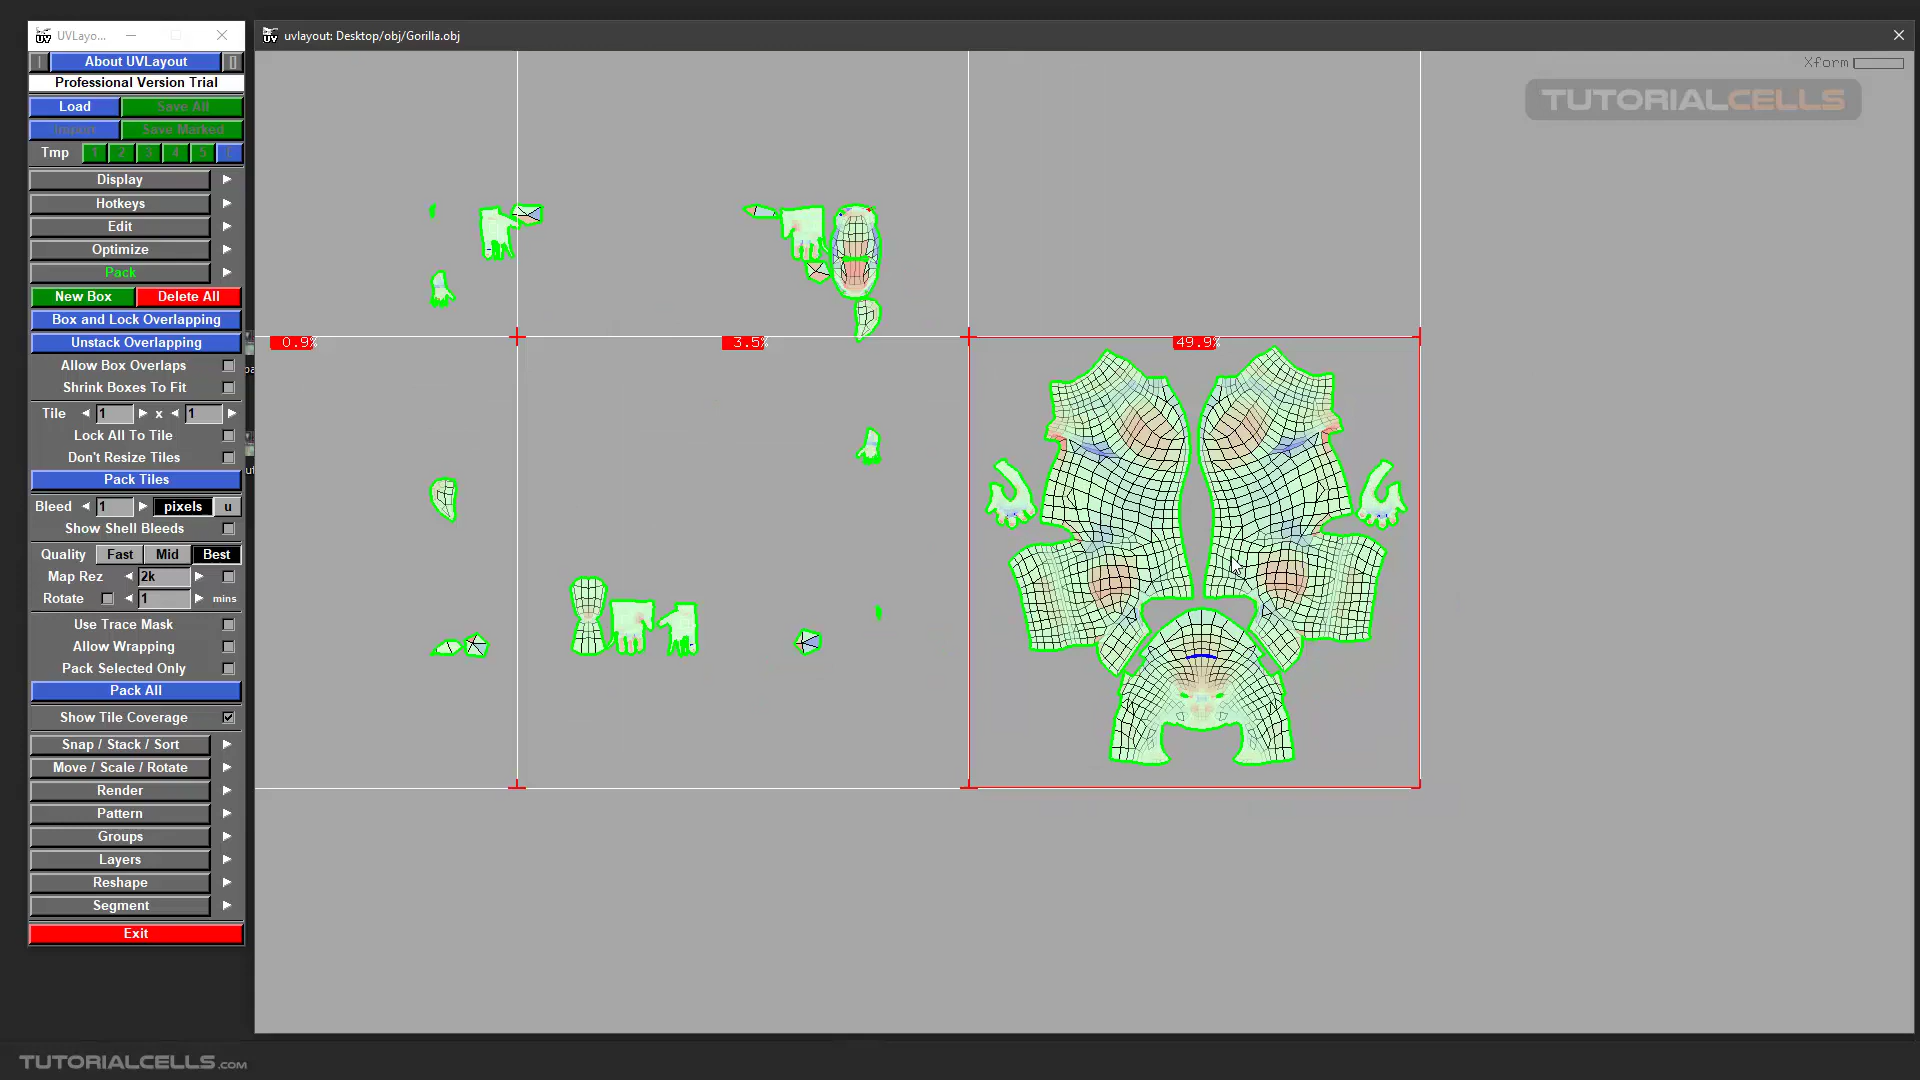 UVLayo...
uvlayout: Desktop/obj/Gorilla.obj
About UVLayout
Professional Version Trial
Load
Save All
Import
Save Marked
Tmp 1 2 3 4 5
Display
Hotkeys
Edit
Optimize
Pack
New Box
Delete All
Box and Lock Overlapping
Unstack Overlapping
Allow Box Overlaps
Shrink Boxes To Fit
Tile 1 x 1
Lock All To Tile
Don't Resize Tiles
Pack Tiles
Bleed 1 pixels u
Show Shell Bleeds
Quality Fast Mid Best
Map Rez 2k
Rotate 1 mins
Use Trace Mask
Allow Wrapping
Pack Selected Only
Pack All
Show Tile Coverage
Snap / Stack / Sort
Move / Scale / Rotate
Render
Pattern
Groups
Layers
Reshape
Segment
Exit
Xform
TUTORIALCELLS
0.9%
3.5%
49.9%
TUTORIALCELLS.COM